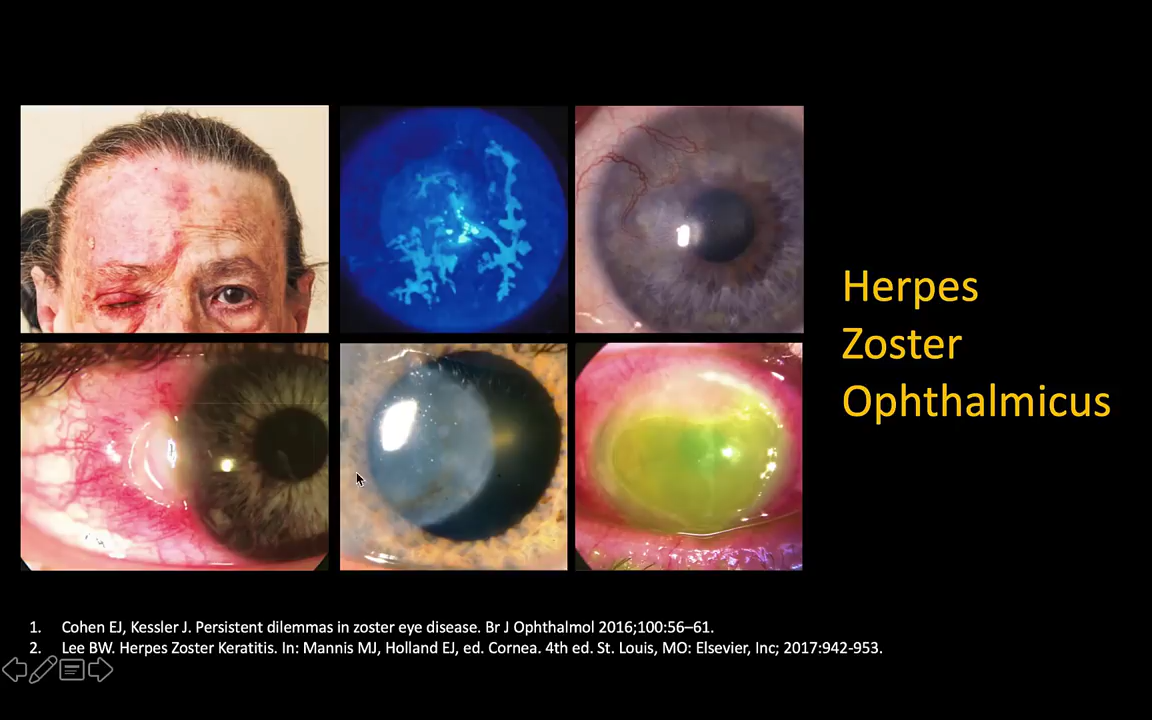 Herpes
Zoster
Ophthalmicus
1. Cohen EJ, Kessler J. Persistent dilemmas in zoster eye disease. Br J Ophthalmol 2016;100:56–61.
2. Lee BW. Herpes Zoster Keratitis. In: Mannis MJ, Holland EJ, ed. Cornea. 4th ed. St. Louis, MO: Elsevier, Inc; 2017:942-953.